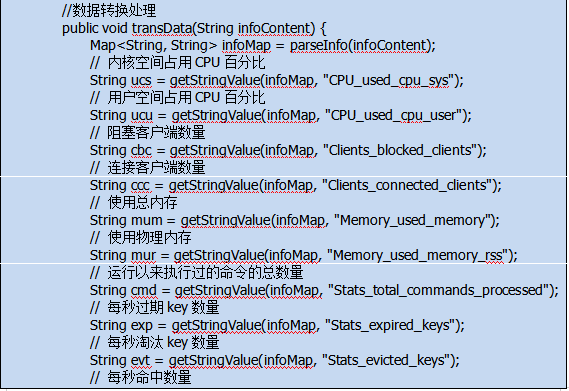 //数据转换处理
public void transData(String infoContent) {
Map<String, String> infoMap = parseInfo(infoContent);
// 内核空间占用 CPU 百分比
String ucs = getStringValue(infoMap, "CPU_used_cpu_sys");
// 用户空间占用 CPU 百分比
String ucu = getStringValue(infoMap, "CPU_used_cpu_user");
// 阻塞客户端数量
String cbc = getStringValue(infoMap, "Clients_blocked_clients");
// 连接客户端数量
String ccc = getStringValue(infoMap, "Clients_connected_clients");
// 使用总内存
String mum = getStringValue(infoMap, "Memory_used_memory");
// 使用物理内存
String mur = getStringValue(infoMap, "Memory_used_memory_rss");
// 运行以来执行过的命令的总数量
String cmd = getStringValue(infoMap, "Stats_total_commands_processed");
// 每秒过期 key 数量
String exp = getStringValue(infoMap, "Stats_expired_keys");
// 每秒淘汰 key 数量
String evt = getStringValue(infoMap, "Stats_evicted_keys");
// 每秒命中数量